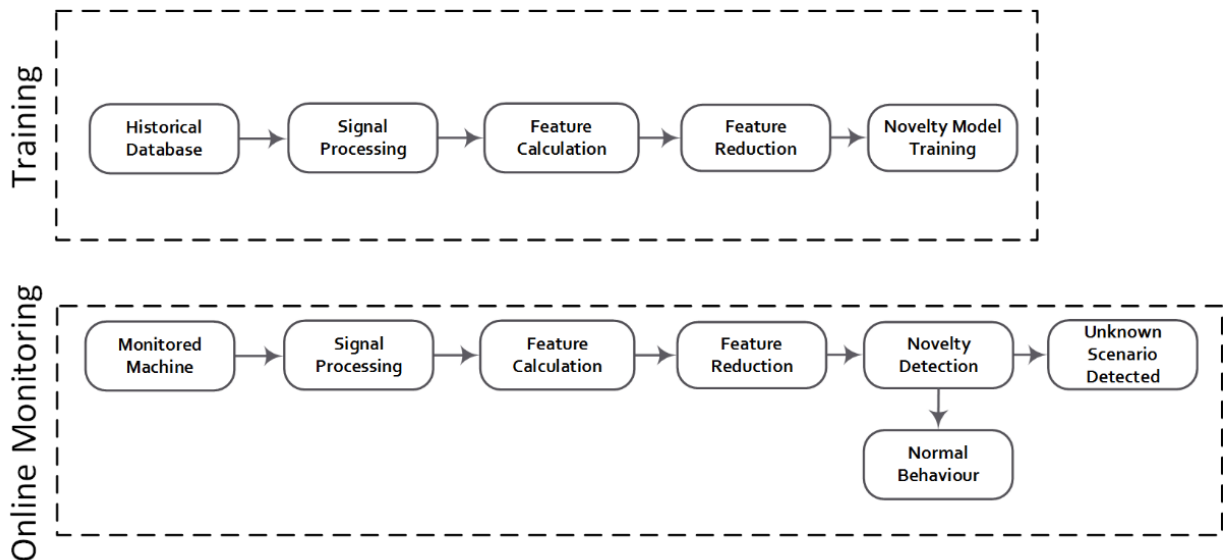 Training
Historical
Database
Signal
Processing
Feature
Calculation
Feature
Reduction
Novelty Model
Training
Online Monitoring
Monitored
Machine
Signal
Processing
Feature
Calculation
Feature
Reduction
Novelty
Detection
Unknown
Scenario
Detected
Normal
Behaviour